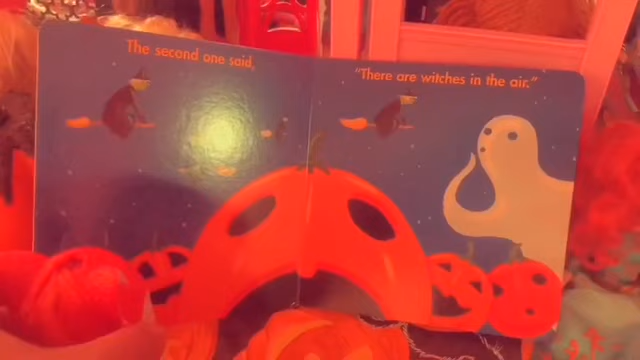 The second one said,
"There are witches in the air."